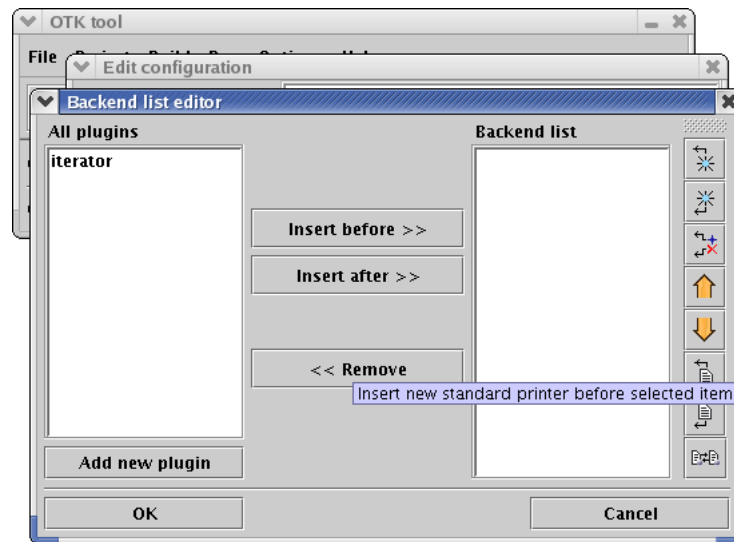 OTK tool
File
Edit configuration
Backend list editor
All plugins
Backend list
iterator
Insert before >>
Insert after >>
<< Remove
Insert new standard printer before selected item
Add new plugin
OK
Cancel